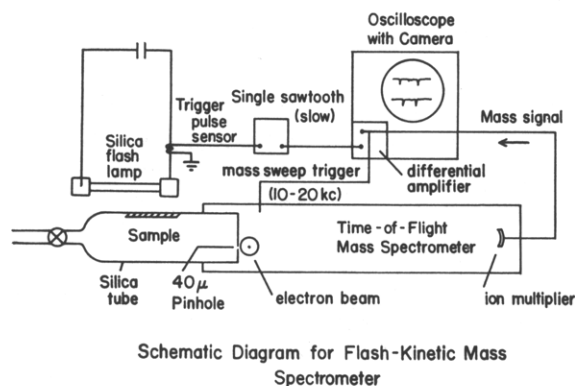 Oscilloscope
with Camera
Trigger
pulse
sensor
Single sawtooth
(slow)
Mass signal
Silica
flash
lamp
mass sweep trigger
(10-20kc)
differential
amplifier
Sample
Time-of-Flight
Mass Spectrometer
Silica
tube
40μ
Pinhole
electron beam
ion multiplier
Schematic Diagram for Flash-Kinetic Mass
Spectrometer